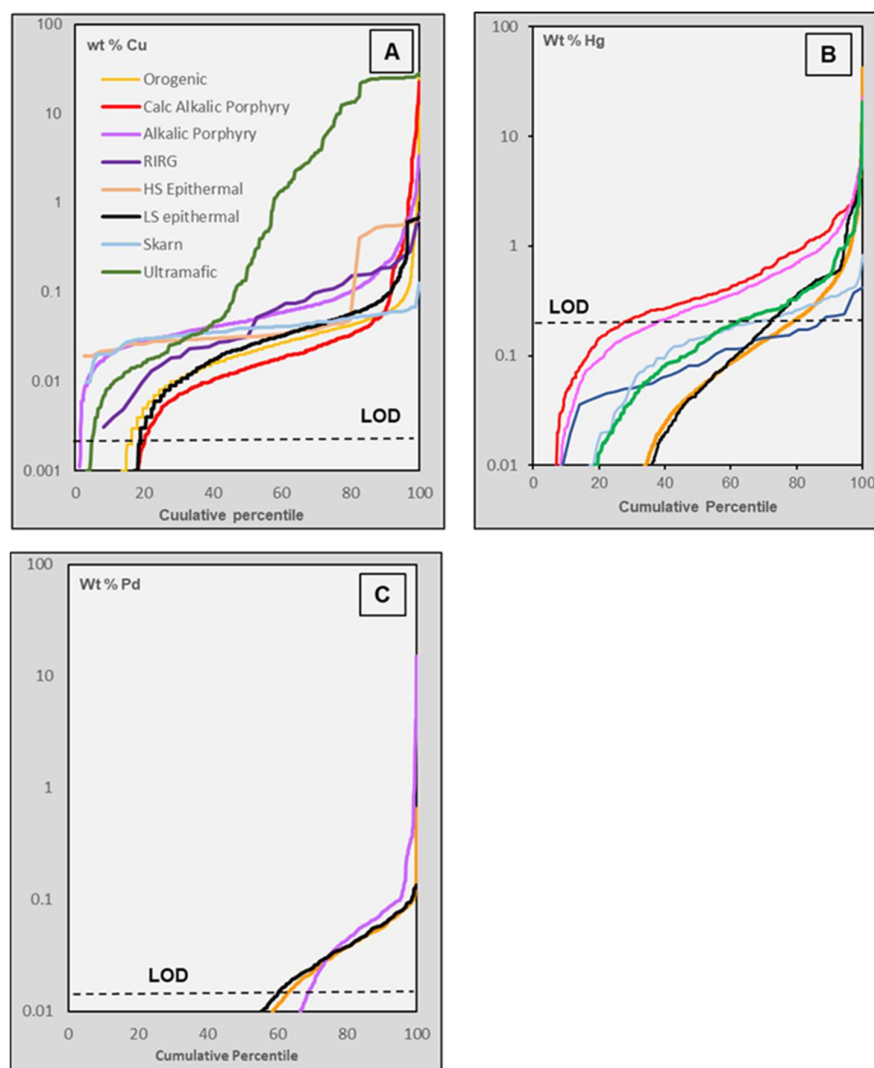 wt % Cu
A
100
10
1
0.1
0.01
0.001
Orogenic
Calc Alkalic Porphyry
Alkalic Porphyry
RIRG
HS Epithermal
LS epithermal
Skarn
Ultramafic
LOD
0 20 40 60 80 100
Cuulative percentile
Wt % Hg
B
100
10
1
0.1
0.01
LOD
0 20 40 60 80 100
Cumulative Percentile
Wt % Pd
C
100
10
1
0.1
0.01
LOD
0 20 40 60 80 100
Cumulative Percentile